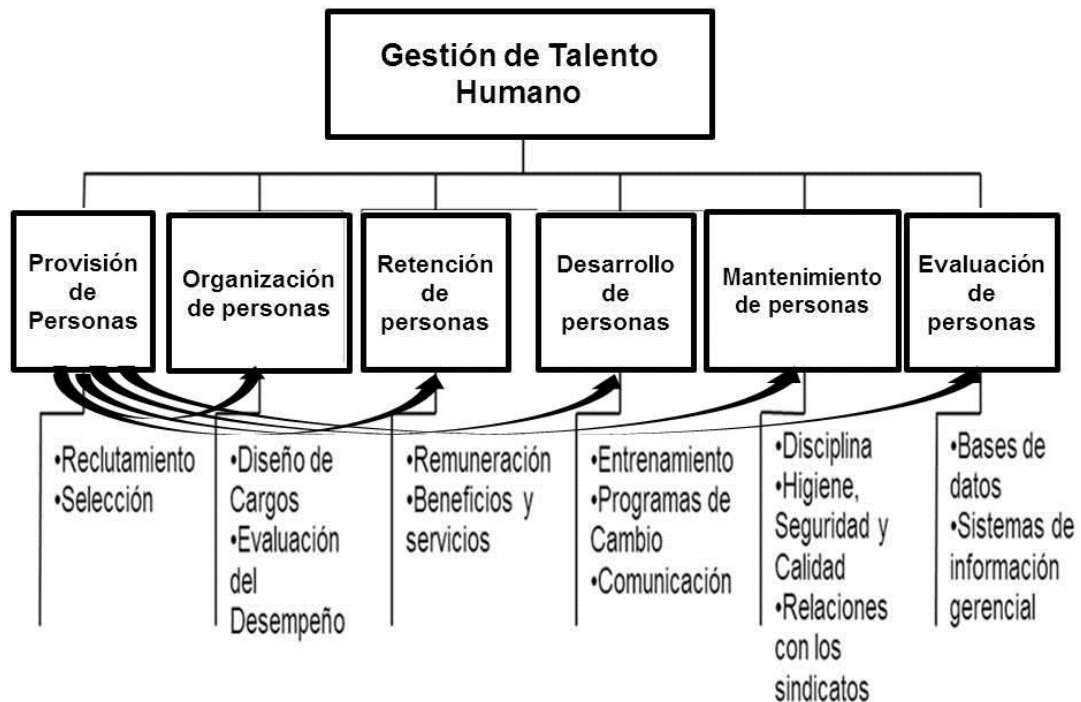 Gestión de Talento
Humano
Provisión
de
Personas
Organización
de personas
Retención
de
personas
Desarrollo
de
personas
Mantenimiento
de personas
Evaluación
de
personas
•Reclutamiento
•Selección
•Diseño de
Cargos
•Evaluación
del
Desempeño
•Remuneración
•Beneficios y
servicios
•Entrenamiento
•Programas de
Cambio
•Comunicación
•Disciplina
•Higiene,
Seguridad y
Calidad
•Relaciones
con los
sindicatos
•Bases de
datos
•Sistemas de
información
gerencial